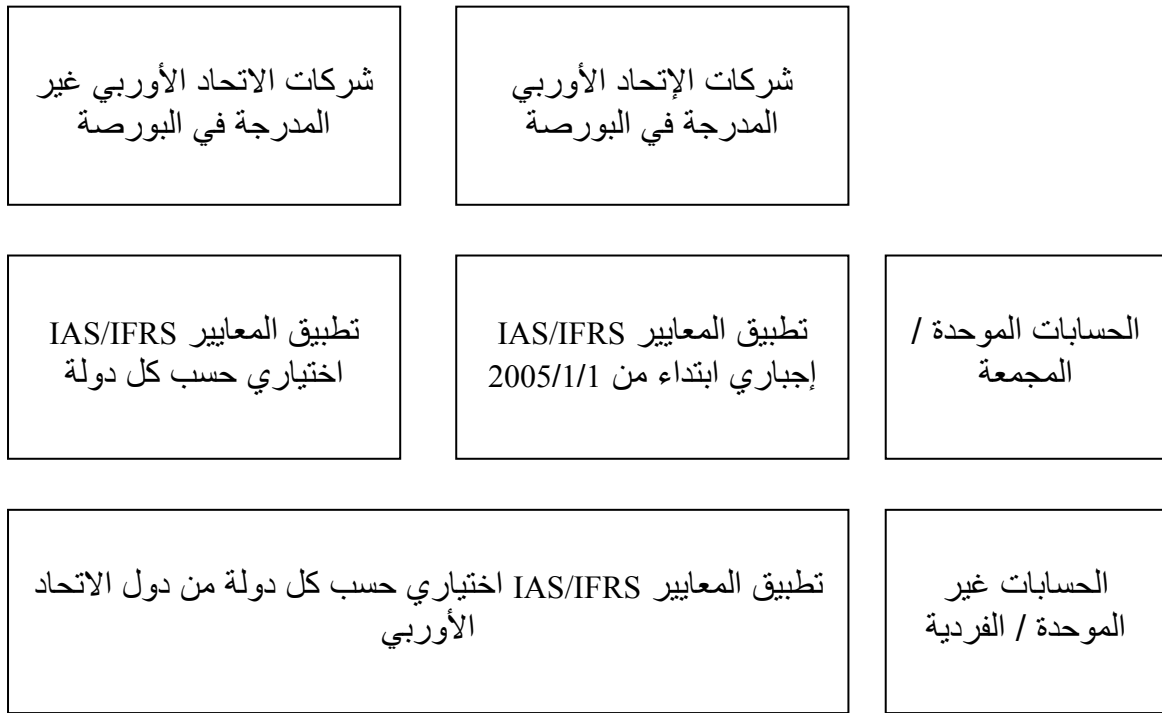 شركات الإتحاد الأوربي
المدرجة في البورصة
شركات الاتحاد الأوربي غير
المدرجة في البورصة
الحسابات الموحدة /
المجمعة
تطبيق المعايير IAS/IFRS
إجباري ابتداء من 2005/1/1
تطبيق المعايير IAS/IFRS
اختياري حسب كل دولة
الحسابات غير
الموحدة / الفردية
تطبيق المعايير IAS/IFRS اختياري حسب كل دولة من دول الاتحاد
الأوربي